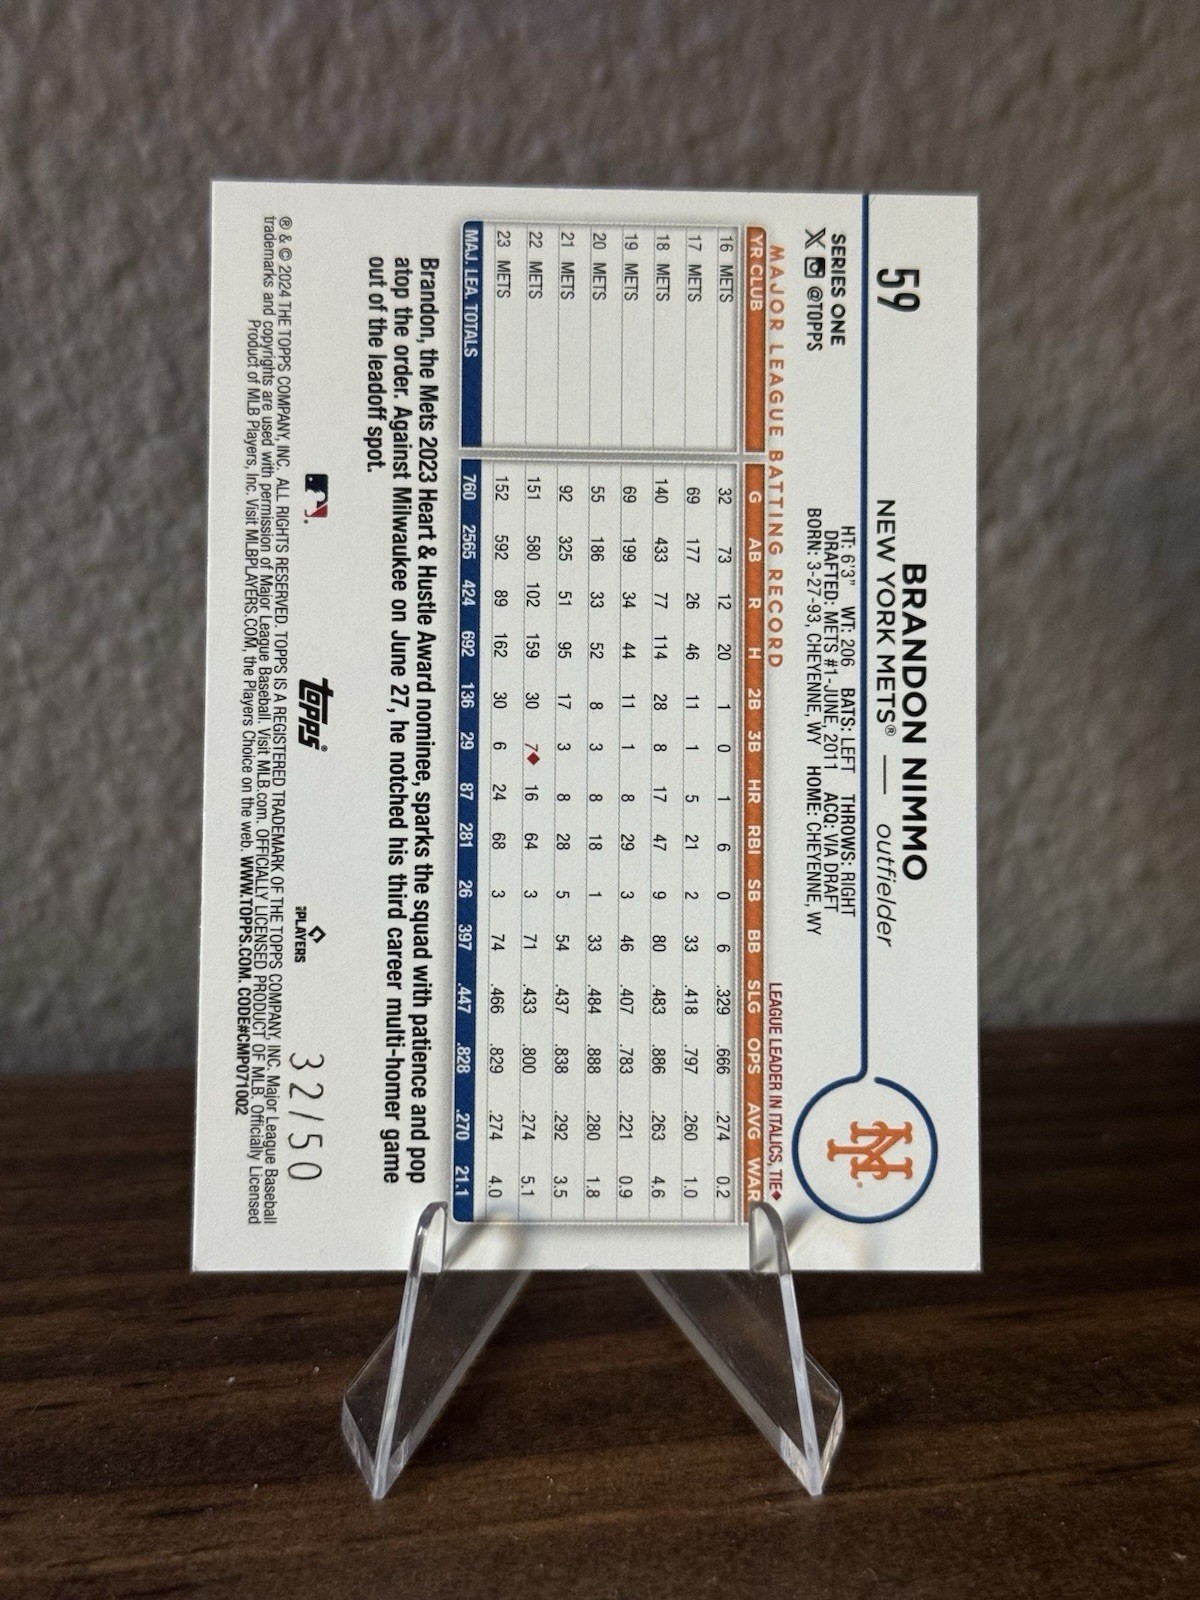 59
BRANDON NIMMO
NEW YORK METS® — outfielder
NY
SERIES ONE
@TOPPS
HT: 6'3" WT: 206 BATS: LEFT THROWS: RIGHT
DRAFTED: METS #1-JUNE, 2011 ACQ: VIA DRAFT
BORN: 3-27-93, CHEYENNE, WY HOME: CHEYENNE, WY
MAJOR LEAGUE BATTING RECORD LEAGUE LEADER IN ITALICS, TIE♦
YR CLUB G AB R H 2B 3B HR RBI SB BB SLG OPS AVG WAR
16 METS 32 73 12 20 1 0 1 6 0 6 .329 .666 .274 0.2
17 METS 69 177 26 46 11 1 5 21 2 33 .418 .797 .260 1.0
18 METS 140 433 77 114 28 8 17 47 9 80 .483 .886 .263 4.6
19 METS 69 199 34 44 11 1 8 29 3 46 .407 .783 .221 0.9
20 METS 55 186 33 52 8 3 8 18 1 33 .484 .888 .280 1.8
21 METS 92 325 51 95 17 3 8 28 5 54 .437 .838 .292 3.5
22 METS 151 580 102 159 30 7♦ 16 64 3 71 .433 .800 .274 5.1
23 METS 152 592 89 162 30 6 24 68 3 74 .466 .829 .274 4.0
MAJ. LEA. TOTALS 760 2565 424 692 136 29 87 281 26 397 .447 .828 .270 21.1
Brandon, the Mets 2023 Heart & Hustle Award nominee, sparks the squad with patience and pop
atop the order. Against Milwaukee on June 27, he notched his third career multi-homer game
out of the leadoff spot.
topps
PLAYERS
32/50
® & © 2024 THE TOPPS COMPANY, INC. ALL RIGHTS RESERVED. TOPPS IS A REGISTERED TRADEMARK OF THE TOPPS COMPANY, INC. Major League Baseball
trademarks and copyrights are used with permission of Major League Baseball. Visit MLB.com. OFFICIALLY LICENSED PRODUCT OF MLB. Officially Licensed
Product of MLB Players, Inc. Visit MLBPLAYERS.COM, the Players Choice on the web. WWW.TOPPS.COM. CODE#CMP071002